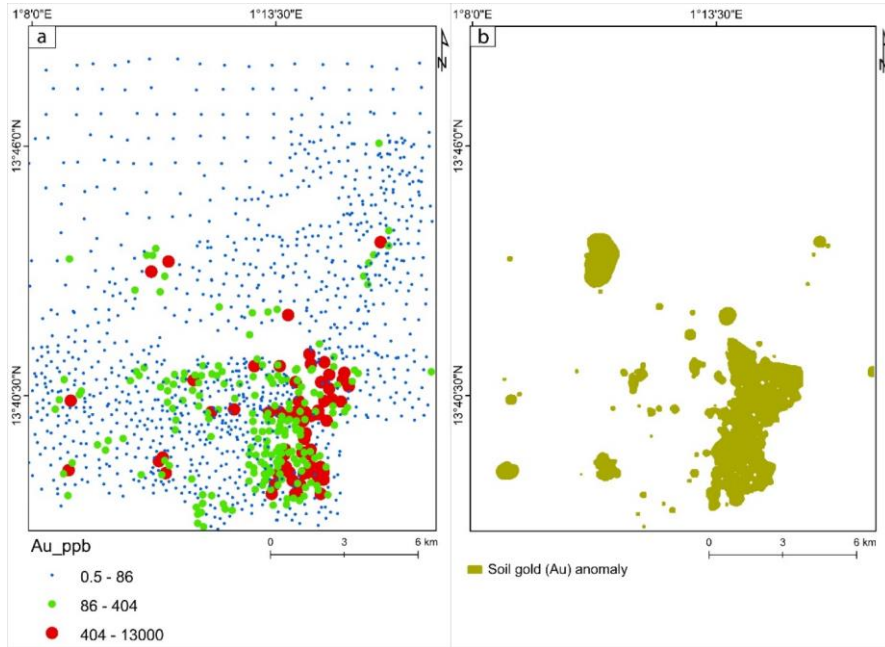 1°8'0"E 1°13'30"E
a
N
13°46'0"N
13°40'30"N
0 3 6 km
Au_ppb
0.5 - 86
86 - 404
404 - 13000
1°8'0"E 1°13'30"E
b
N
13°46'0"N
13°40'30"N
0 3 6 km
Soil gold (Au) anomaly